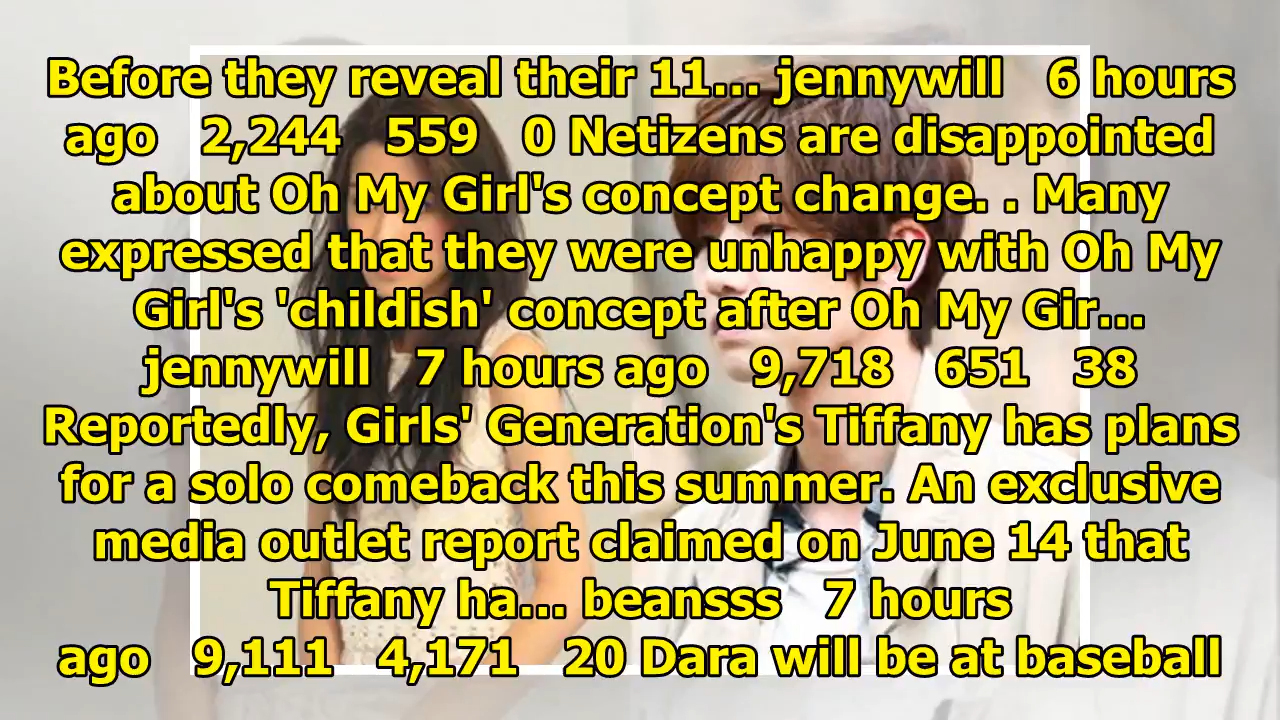 Before they reveal their 11... jennywill 6 hours
ago 2,244 559 0 Netizens are disappointed
about Oh My Girl's concept change. . Many
expressed that they were unhappy with Oh My
Girl's 'childish' concept after Oh My Gir...
jennywill 7 hours ago 9,718 651 38
Reportedly, Girls' Generation's Tiffany has plans
for a solo comeback this summer. An exclusive
media outlet report claimed on June 14 that
Tiffany ha... beansss 7 hours
ago 9,111 4,171 20 Dara will be at baseball